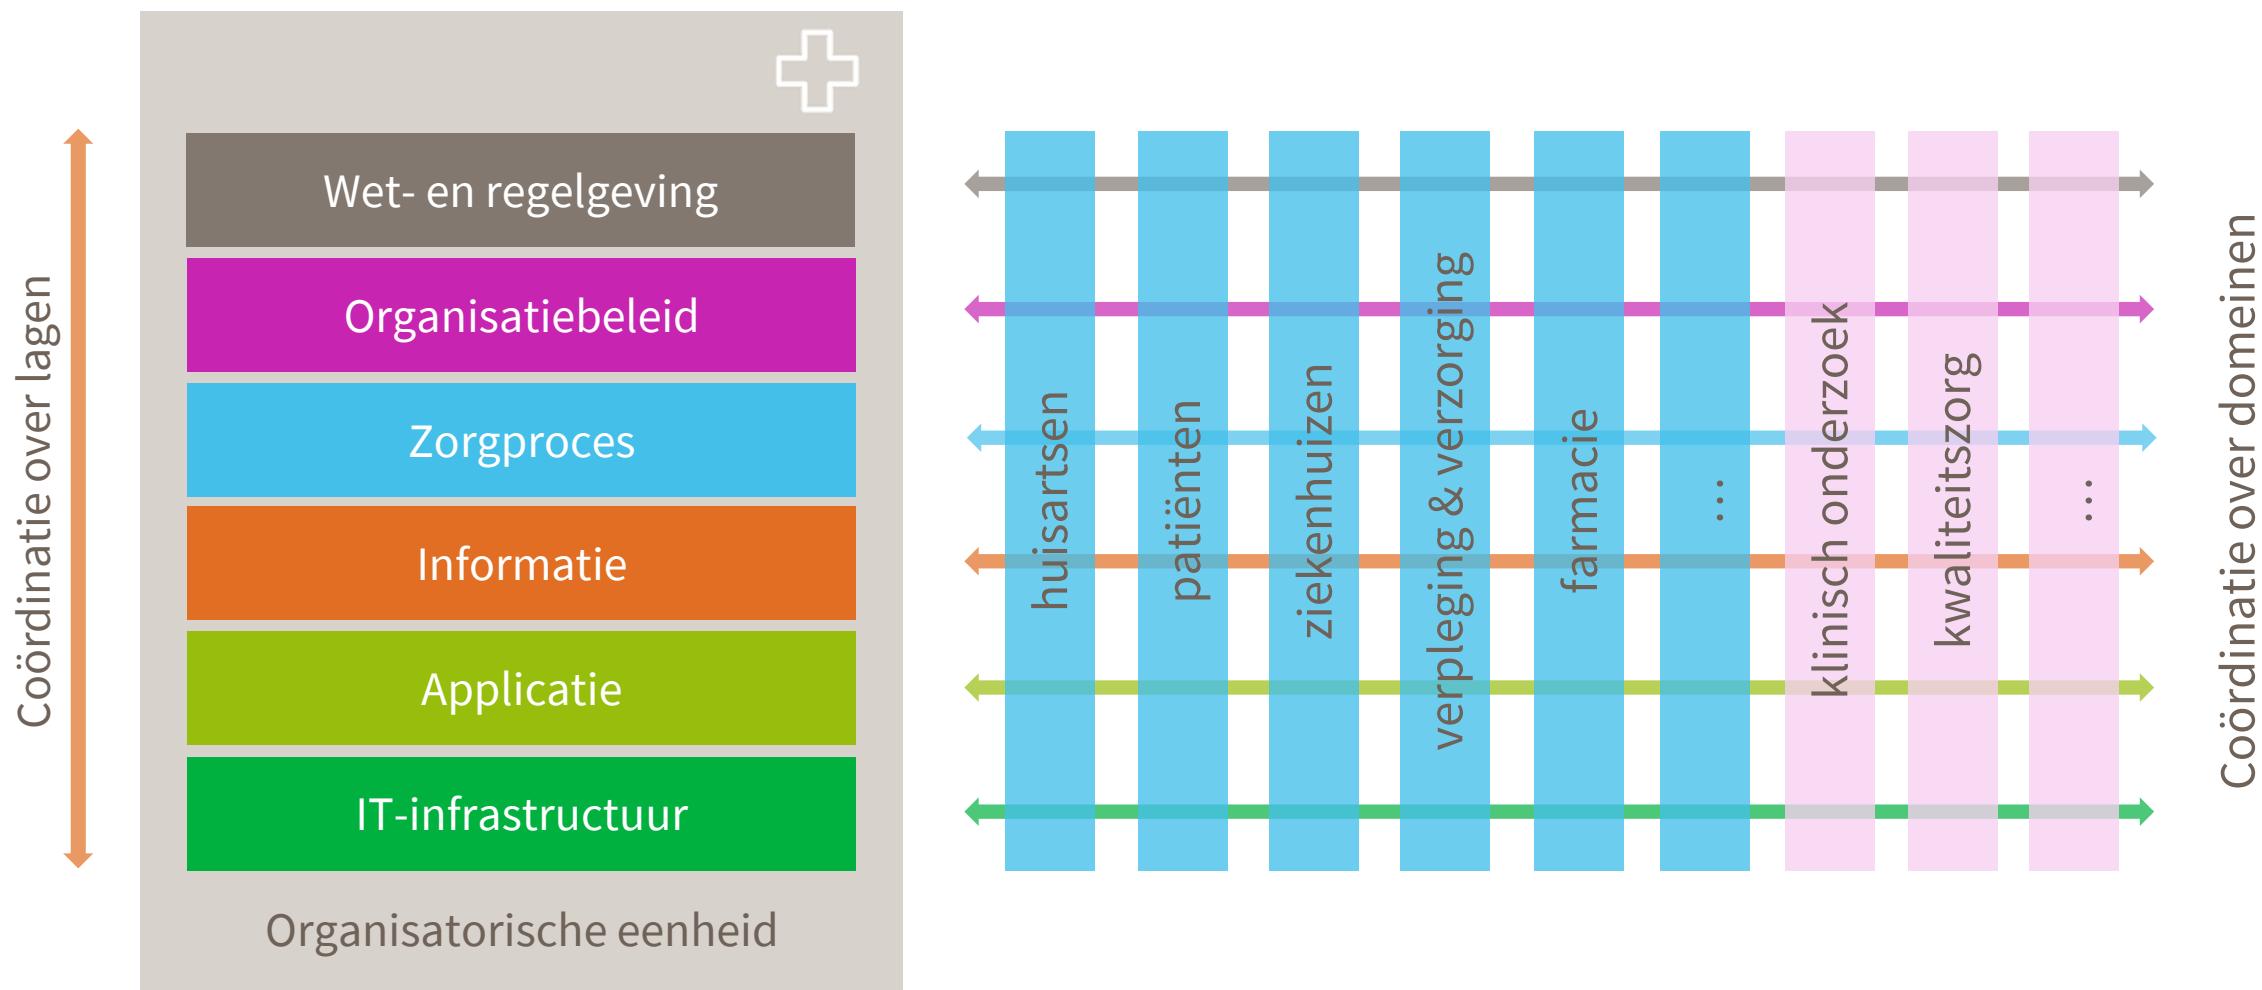 Coördinatie over lagen
Wet- en regelgeving
Organisatiebeleid
Zorgproces
Informatie
Applicatie
IT-infrastructuur
Organisatorische eenheid
huisartsen
patiënten
ziekenhuizen
verpleging & verzorging
farmacie
...
klinisch onderzoek
kwaliteitszorg
...
Coördinatie over domeinen